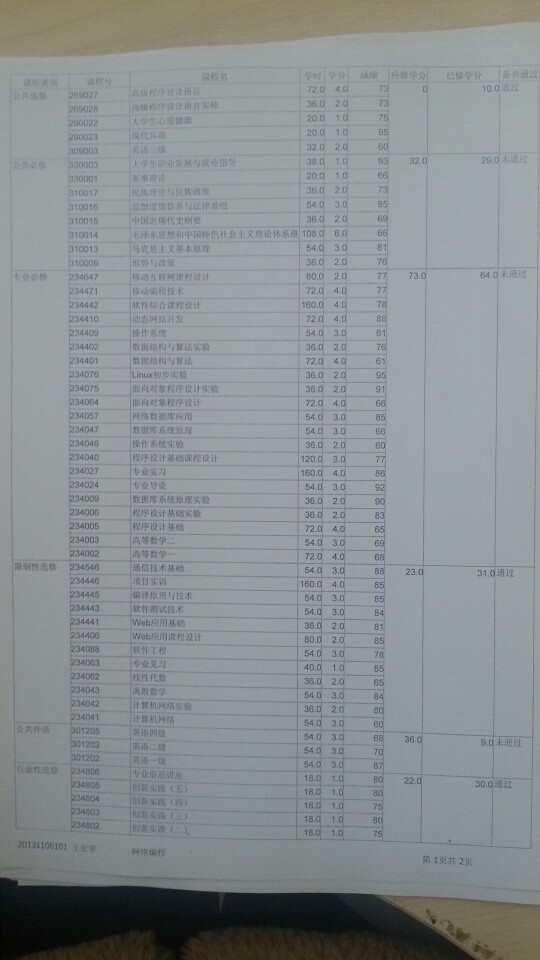 课组类别 课程号 课程名 学时 学分 成绩 应修学分 已修学分 是否通过
公共选修 269027 高级程序设计语言 72.0 4.0 73 0 10.0 通过
269028 高级程序设计语言实验 36.0 2.0 73
290022 大学生心理健康 20.0 1.0 75
290023 现代兵器 20.0 1.0 95
309003 英语三级 32.0 2.0 60
公共必修 330003 大学生职业发展与就业指导 38.0 1.0 93 32.0 29.0 未通过
330001 军事理论 20.0 1.0 66
310017 民族理论与民族政策 36.0 2.0 73
310016 思想道德修养与法律基础 54.0 3.0 85
310015 中国近现代史纲要 36.0 2.0 69
310014 毛泽东思想和中国特色社会主义理论体系概 108.0 6.0 66
310013 马克思主义基本原理 54.0 3.0 81
310009 形势与政策 36.0 2.0 76
专业必修 234647 移动互联网课程设计 80.0 2.0 77 73.0 64.0 未通过
234471 移动编程技术 72.0 4.0 77
234442 软件综合课程设计 160.0 4.0 78
234410 动态网站开发 72.0 4.0 88
234409 操作系统 54.0 3.0 61
234402 数据结构与算法实验 36.0 2.0 76
234401 数据结构与算法 72.0 4.0 61
234076 Linux初步实验 36.0 2.0 95
234075 面向对象程序设计实验 36.0 2.0 91
234064 面向对象程序设计 72.0 4.0 66
234057 网络数据库应用 54.0 3.0 85
234047 数据库系统原理 54.0 3.0 66
234046 操作系统实验 36.0 2.0 60
234040 程序设计基础课程设计 120.0 3.0 77
234027 专业实习 160.0 4.0 86
234024 专业导论 54.0 3.0 92
234009 数据库系统原理实验 36.0 2.0 90
234006 程序设计基础实验 36.0 2.0 83
234005 程序设计基础 72.0 4.0 65
234003 高等数学二 54.0 3.0 69
234002 高等数学一 72.0 4.0 68
限制性选修 234546 通信技术基础 54.0 3.0 88 23.0 31.0 通过
234446 项目实训 160.0 4.0 85
234445 编译原理与技术 54.0 3.0 85
234443 软件测试技术 54.0 3.0 84
234441 Web应用基础 36.0 2.0 81
234406 Web应用课程设计 80.0 2.0 85
234088 软件工程 54.0 3.0 78
234063 专业见习 40.0 1.0 85
234062 线性代数 36.0 2.0 65
234043 离散数学 54.0 3.0 84
234042 计算机网络实验 36.0 2.0 80
234041 计算机网络 54.0 3.0 60
公共外语 301205 英语四级 54.0 3.0 68 36.0 9.0 未通过
301203 英语二级 54.0 3.0 70
301202 英语一级 54.0 3.0 87
任意性选修 234806 专业前沿讲座 18.0 1.0 80 22.0 30.0 通过
234805 创新实践（五） 18.0 1.0 80
234804 创新实践（四） 18.0 1.0 75
234803 创新实践（三） 18.0 1.0 80
234802 创新实践（二） 18.0 1.0 75
20131106101 王宏宇 网络编程 第 1页共 2页